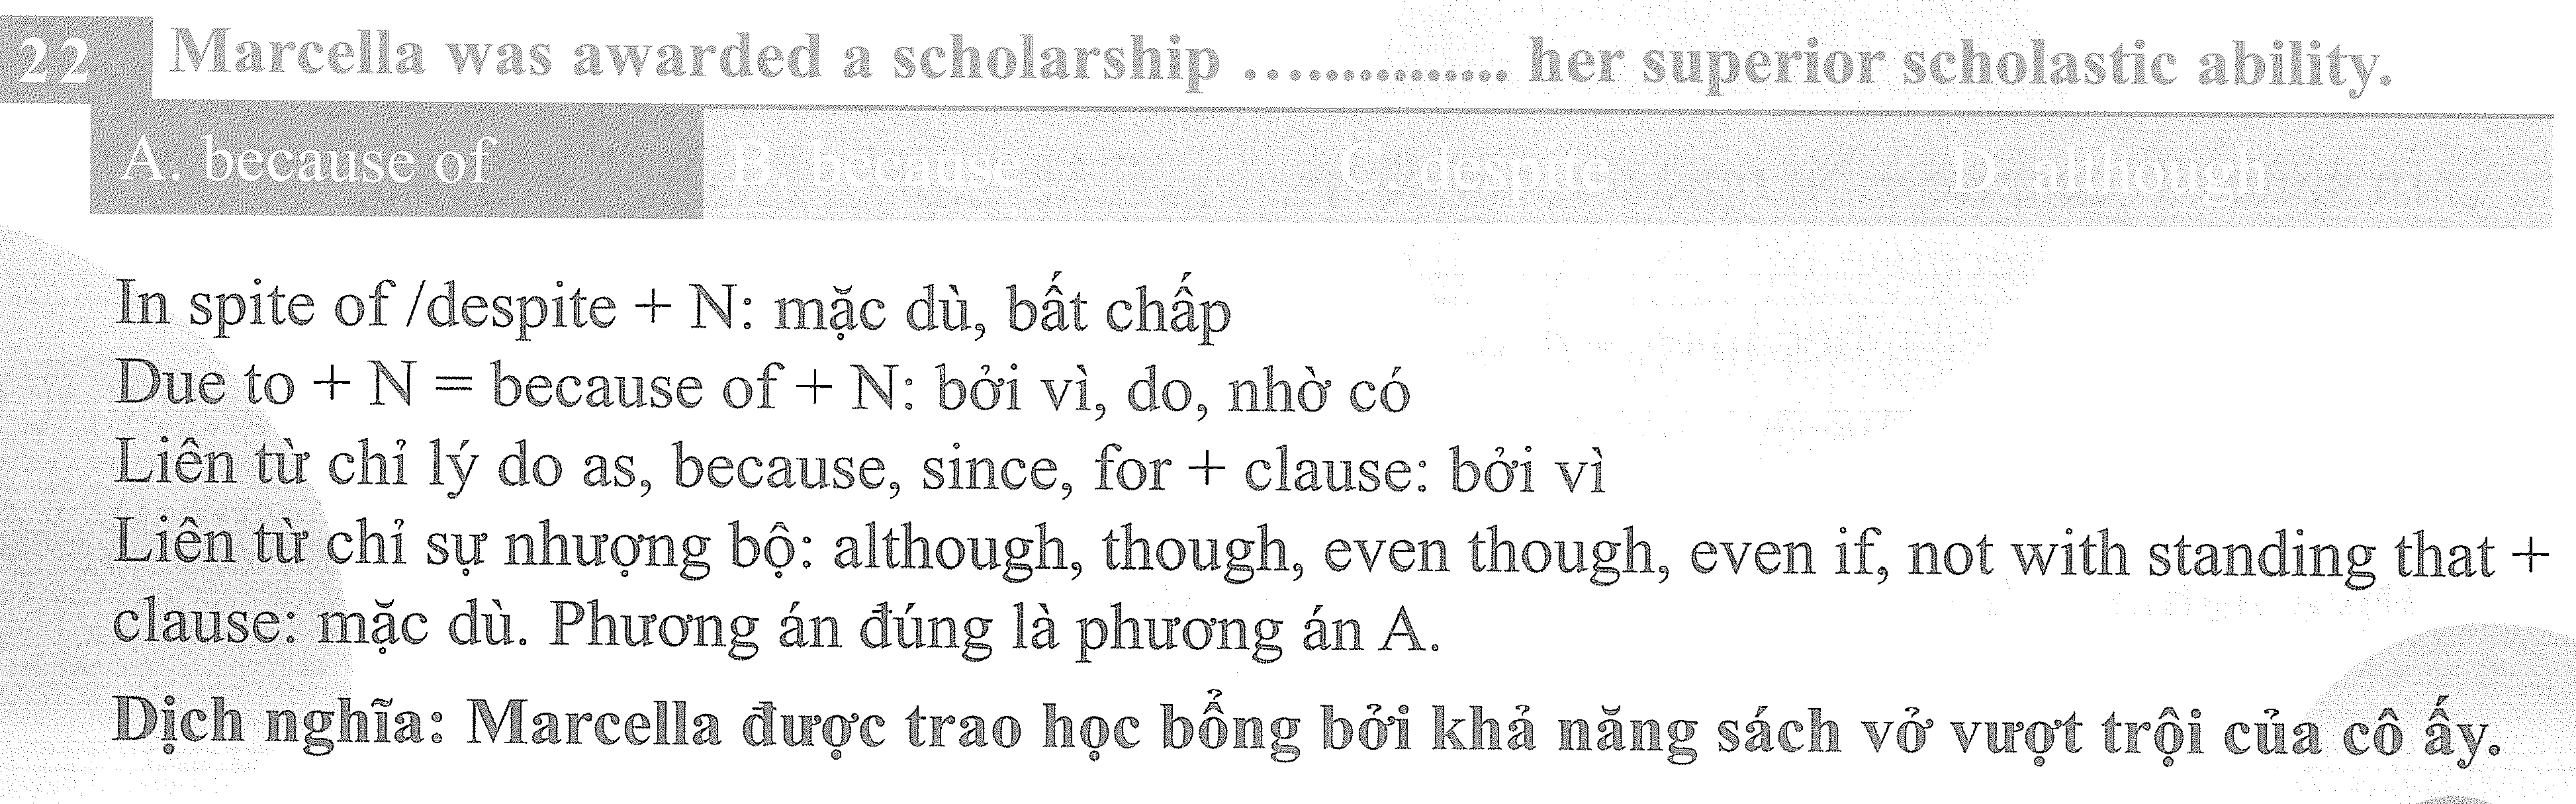 22 Marcella was awarded a scholarship ................ her superior scholastic ability.
A. because of B. because C. despite D. although
In spite of /despite + N: mặc dù, bất chấp
Due to + N = because of + N: bởi vì, do, nhờ có
Liên từ chỉ lý do as, because, since, for + clause: bởi vì
Liên từ chỉ sự nhượng bộ: although, though, even though, even if, not with standing that +
clause: mặc dù. Phương án đúng là phương án A.
Dịch nghĩa: Marcella được trao học bổng bởi khả năng sách vở vượt trội của cô ấy.